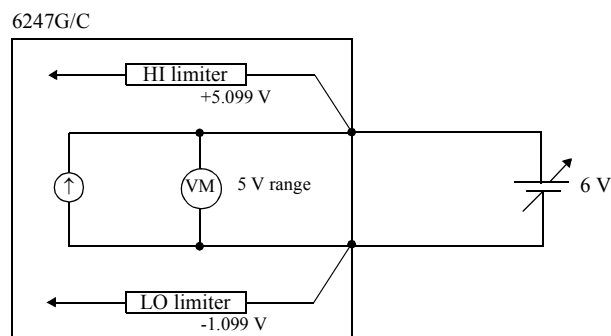 6247G/C
HI limiter
+5.099 V
↑
VM
5 V range
6 V
LO limiter
-1.099 V